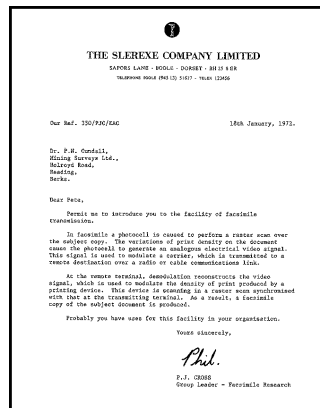 THE SLEREXE COMPANY LIMITED
SAPORS LANE - BOOLE - DORSET - BH 25 8 ER
TELEPHONE BOOLE (945 13) 51617 - TELEX 123456
Our Ref. 350/PJC/EAC
18th January, 1972.
Dr. P.N. Cundall,
Mining Surveys Ltd.,
Holroyd Road,
Reading,
Berks.
Dear Pete,
Permit me to introduce you to the facility of facsimile
transmission.
In facsimile a photocell is caused to perform a raster scan over
the subject copy. The variations of print density on the document
cause the photocell to generate an analogous electrical video signal.
This signal is used to modulate a carrier, which is transmitted to a
remote destination over a radio or cable communications link.
At the remote terminal, demodulation reconstructs the video
signal, which is used to modulate the density of print produced by a
printing device. This device is scanning in a raster scan synchronised
with that at the transmitting terminal. As a result, a facsimile
copy of the subject document is produced.
Probably you have uses for this facility in your organisation.
Yours sincerely,
Phil.
P.J. CROSS
Group Leader - Facsimile Research